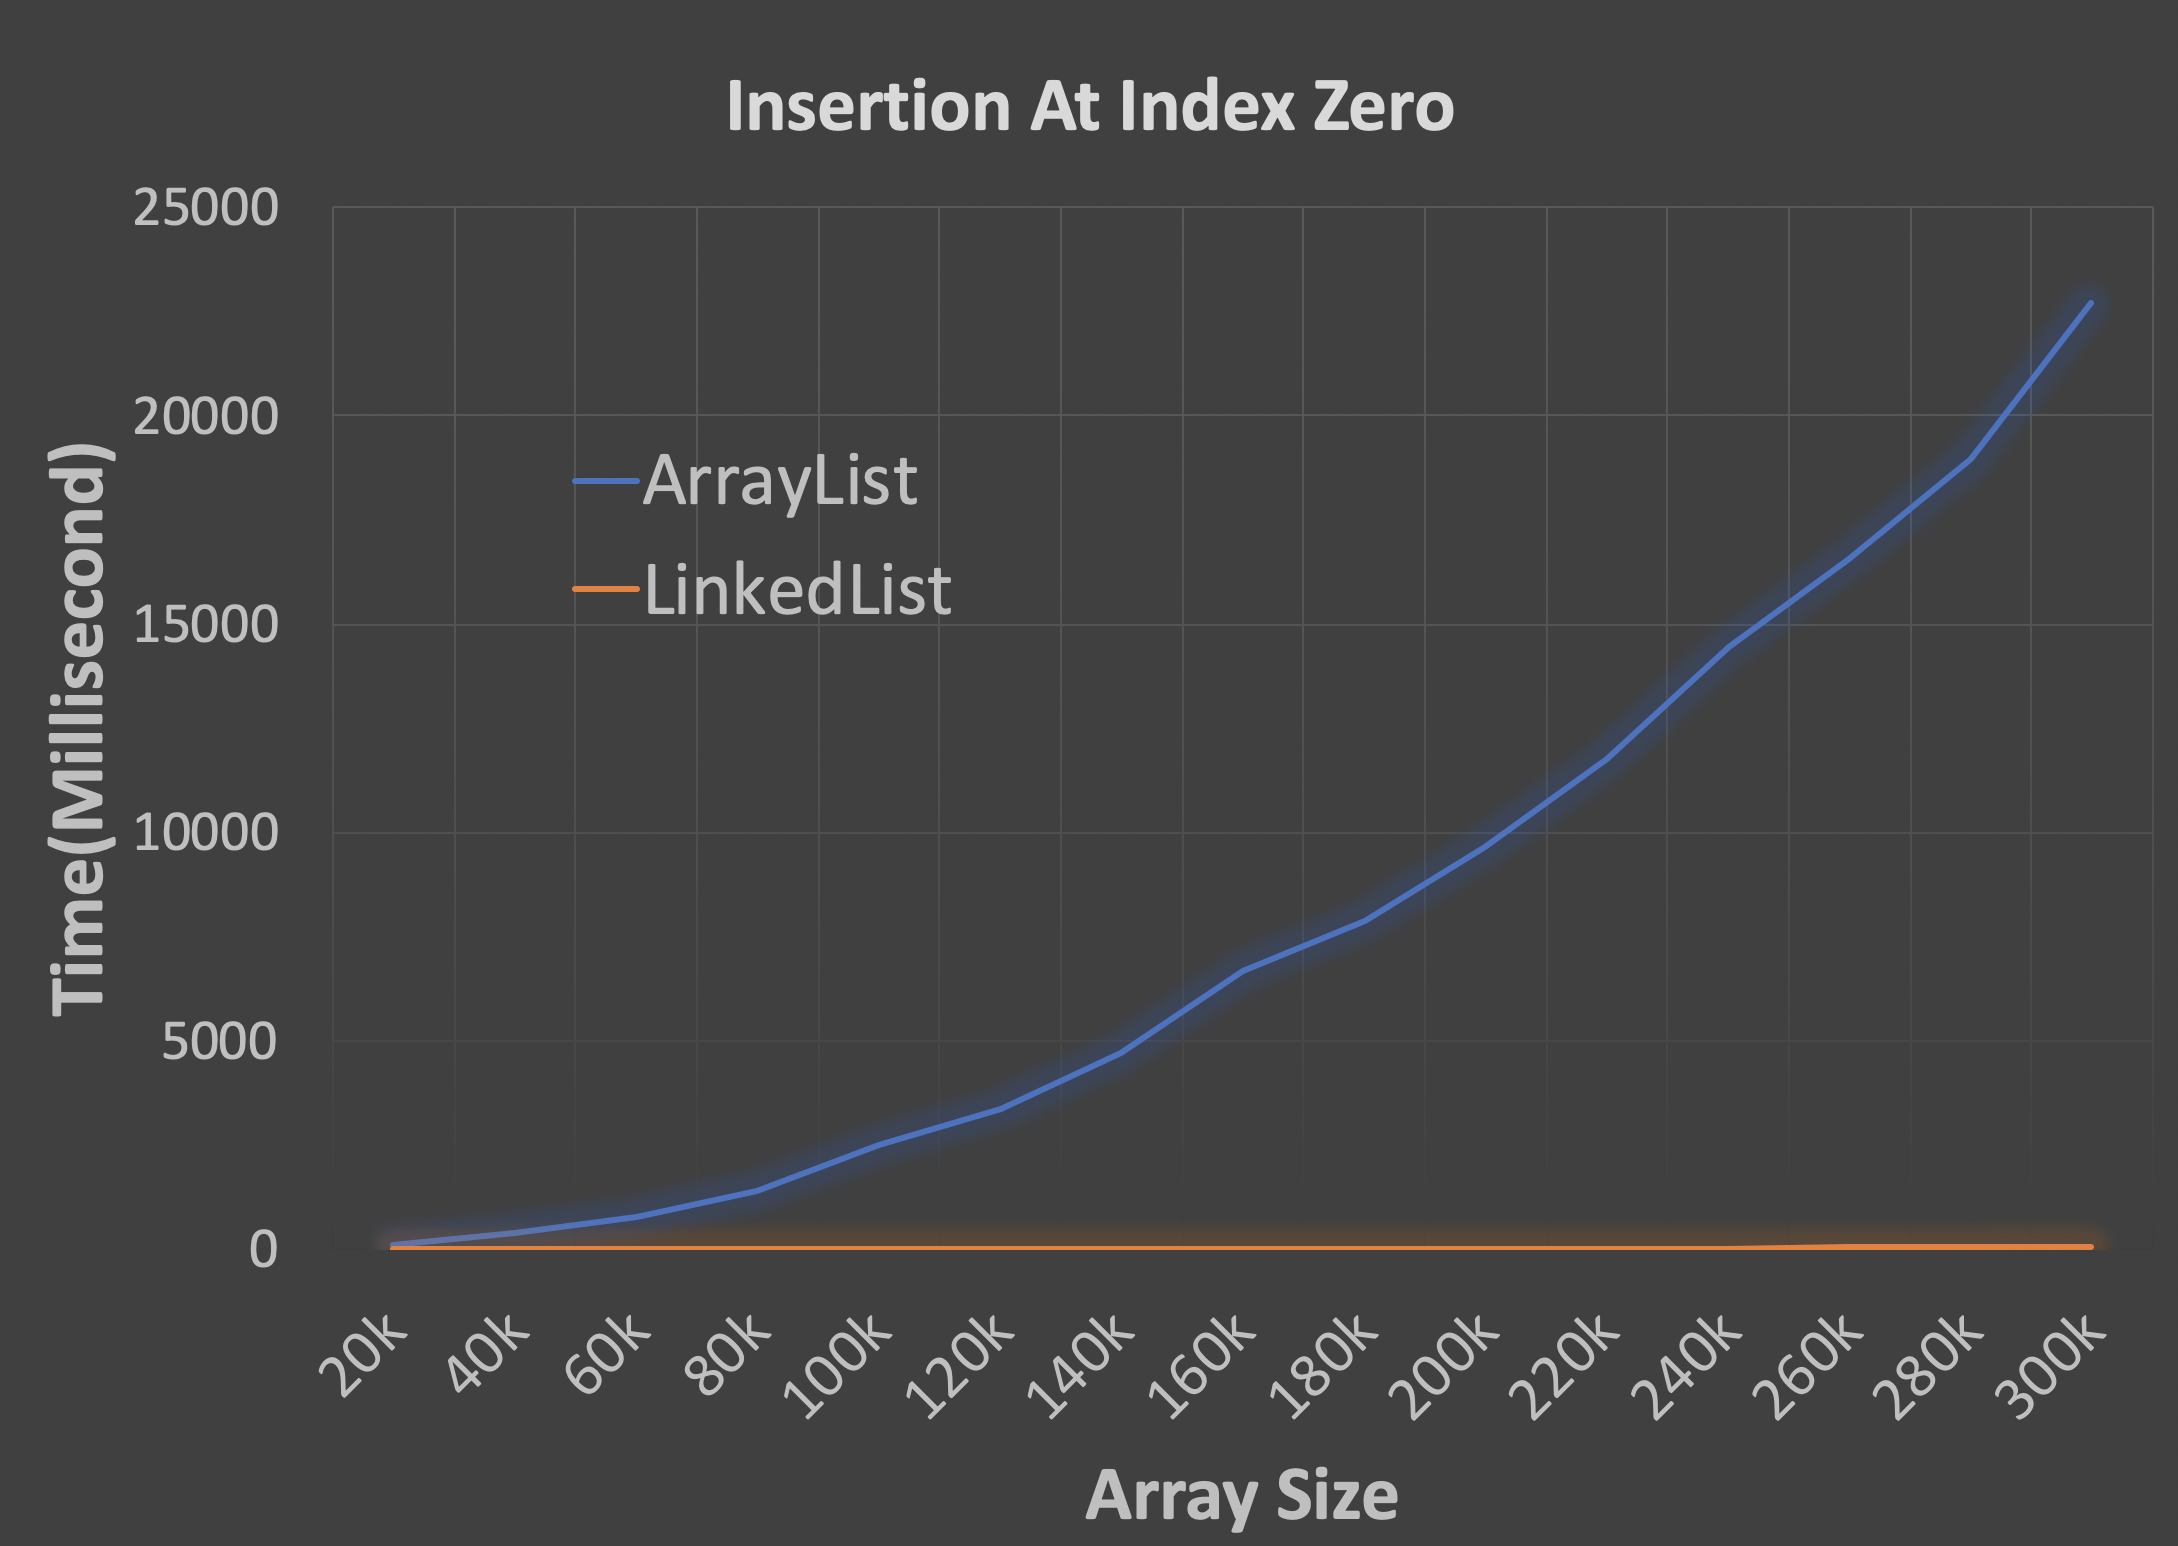 Insertion At Index Zero
25000
20000
15000
10000
5000
0
Time(Millisecond)
ArrayList
LinkedList
20k
40k
60k
80k
100k
120k
140k
160k
180k
200k
220k
240k
260k
280k
300k
Array Size